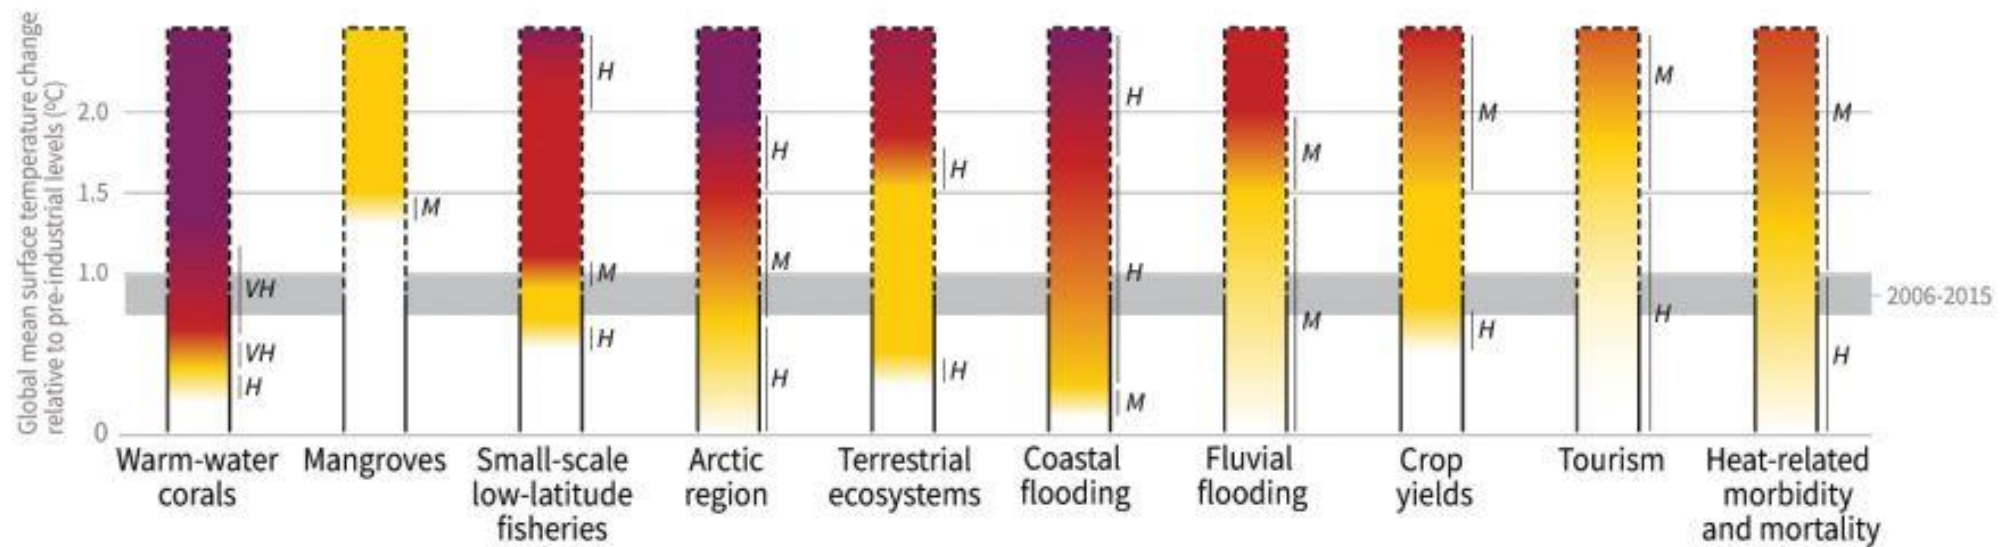 Global mean surface temperature change
relative to pre-industrial levels (ºC)
2.0
1.5
1.0
0
VH
VH
H
M
H
M
H
H
M
H
H
H
H
H
M
M
M
M
H
M
H
M
H
2006-2015
Warm-water
corals
Mangroves
Small-scale
low-latitude
fisheries
Arctic
region
Terrestrial
ecosystems
Coastal
flooding
Fluvial
flooding
Crop
yields
Tourism
Heat-related
morbidity
and mortality